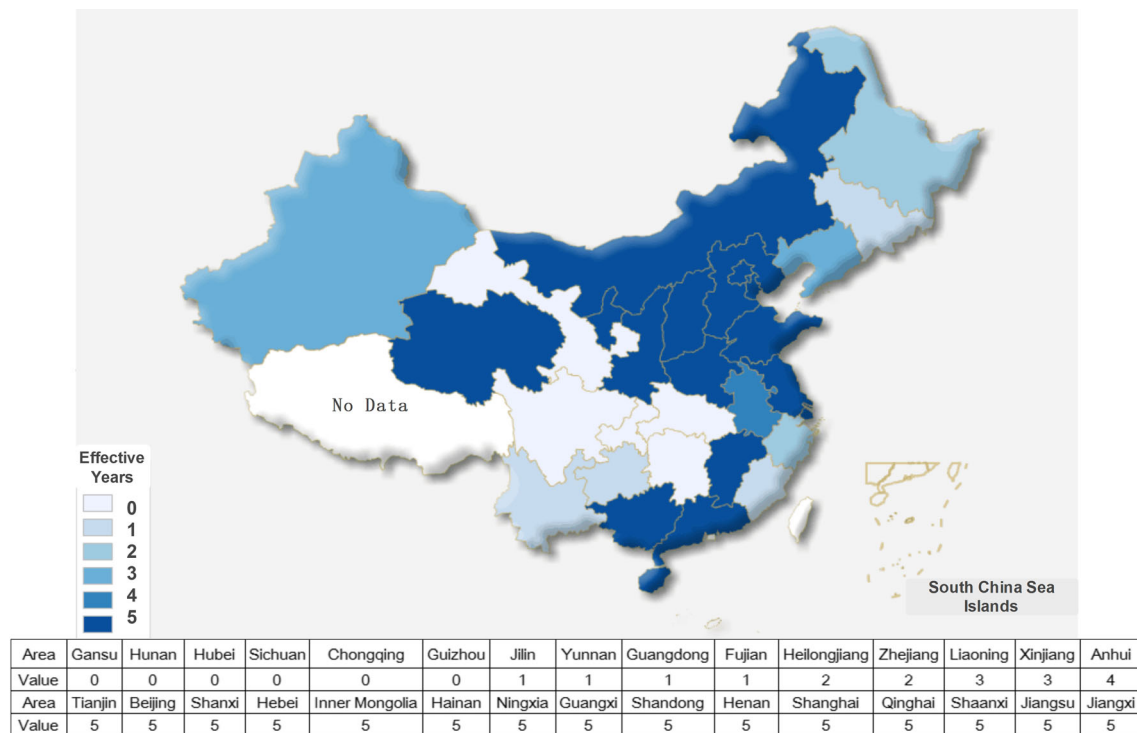 No Data
Effective
Years
0
1
2
3
4
5
South China Sea
Islands
Area Gansu Hunan Hubei Sichuan Chongqing Guizhou Jilin Yunnan Guangdong Fujian Heilongjiang Zhejiang Liaoning Xinjiang Anhui
Value 0 0 0 0 0 0 1 1 1 1 2 2 3 3 4
Area Tianjin Beijing Shanxi Hebei Inner Mongolia Hainan Ningxia Guangxi Shandong Henan Shanghai Qinghai Shaanxi Jiangsu Jiangxi
Value 5 5 5 5 5 5 5 5 5 5 5 5 5 5 5